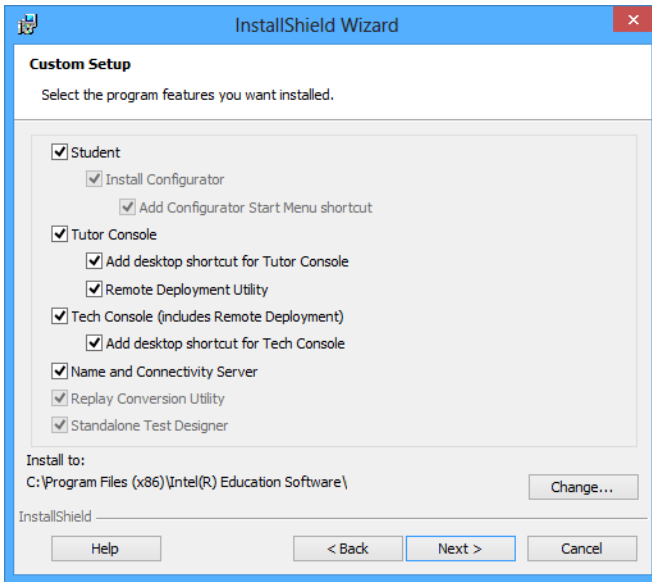 InstallShield Wizard
Custom Setup
Select the program features you want installed.
Student
Install Configurator
Add Configurator Start Menu shortcut
Tutor Console
Add desktop shortcut for Tutor Console
Remote Deployment Utility
Tech Console (includes Remote Deployment)
Add desktop shortcut for Tech Console
Name and Connectivity Server
Replay Conversion Utility
Standalone Test Designer
Install to:
C:\Program Files (x86)\Intel(R) Education Software\
Change...
InstallShield
Help < Back Next > Cancel